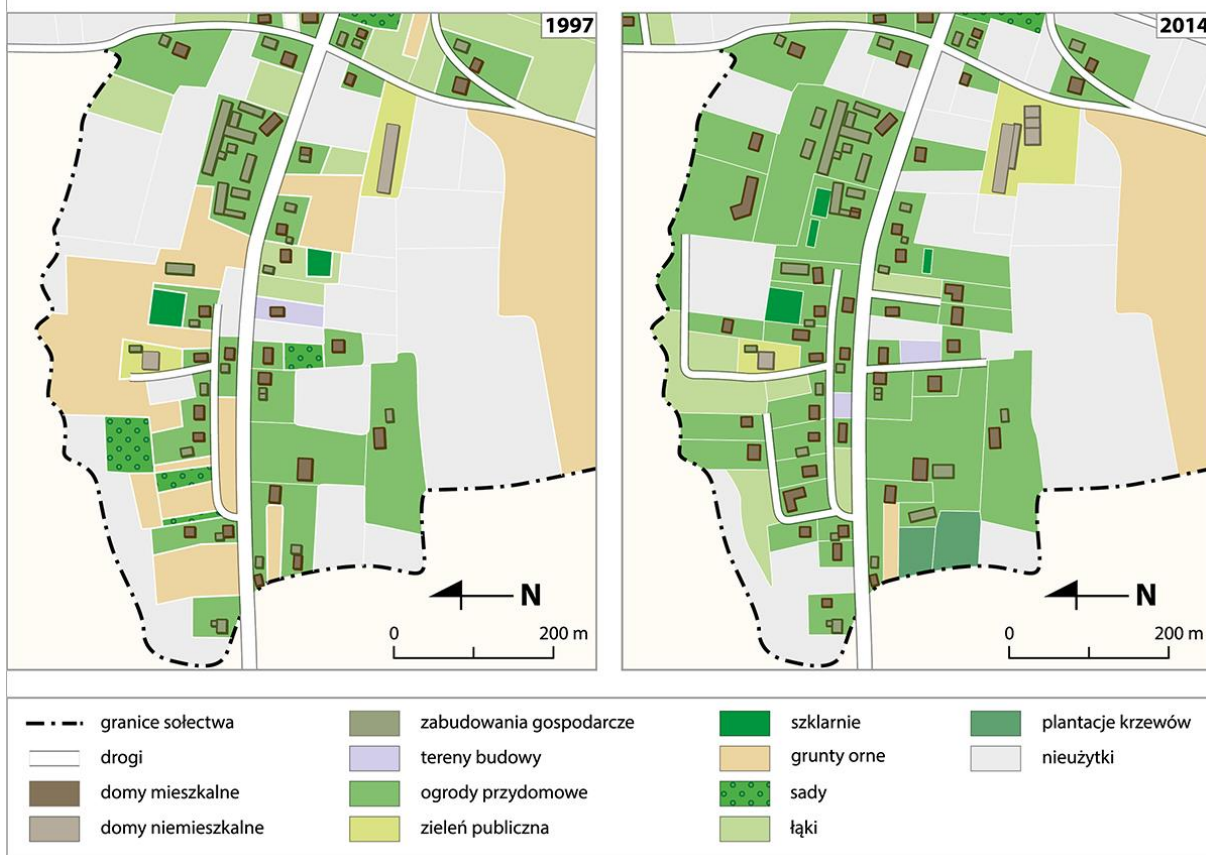 1997
2014
N
0 200 m
N
0 200 m
granice sołectwa
drogi
domy mieszkalne
domy niemieszkalne
zabudowania gospodarcze
tereny budowy
ogrody przydomowe
zieleń publiczna
szklarnie
grunty orne
sady
łąki
plantacje krzewów
nieużytki